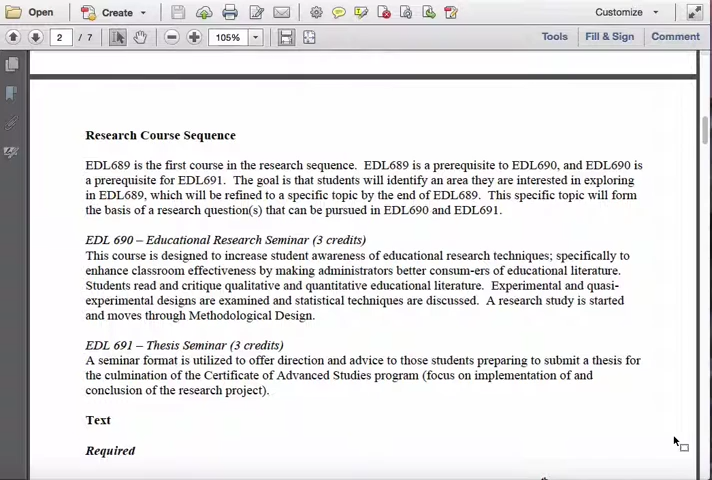 Open
Create
Customize
2 / 7
105%
Tools
Fill & Sign
Comment
Research Course Sequence
EDL689 is the first course in the research sequence. EDL689 is a prerequisite to EDL690, and EDL690 is
a prerequisite for EDL691. The goal is that students will identify an area they are interested in exploring
in EDL689, which will be refined to a specific topic by the end of EDL689. This specific topic will form
the basis of a research question(s) that can be pursued in EDL690 and EDL691.
EDL 690 – Educational Research Seminar (3 credits)
This course is designed to increase student awareness of educational research techniques; specifically to
enhance classroom effectiveness by making administrators better consum-ers of educational literature.
Students read and critique qualitative and quantitative educational literature. Experimental and quasi-
experimental designs are examined and statistical techniques are discussed. A research study is started
and moves through Methodological Design.
EDL 691 – Thesis Seminar (3 credits)
A seminar format is utilized to offer direction and advice to those students preparing to submit a thesis for
the culmination of the Certificate of Advanced Studies program (focus on implementation of and
conclusion of the research project).
Text
Required